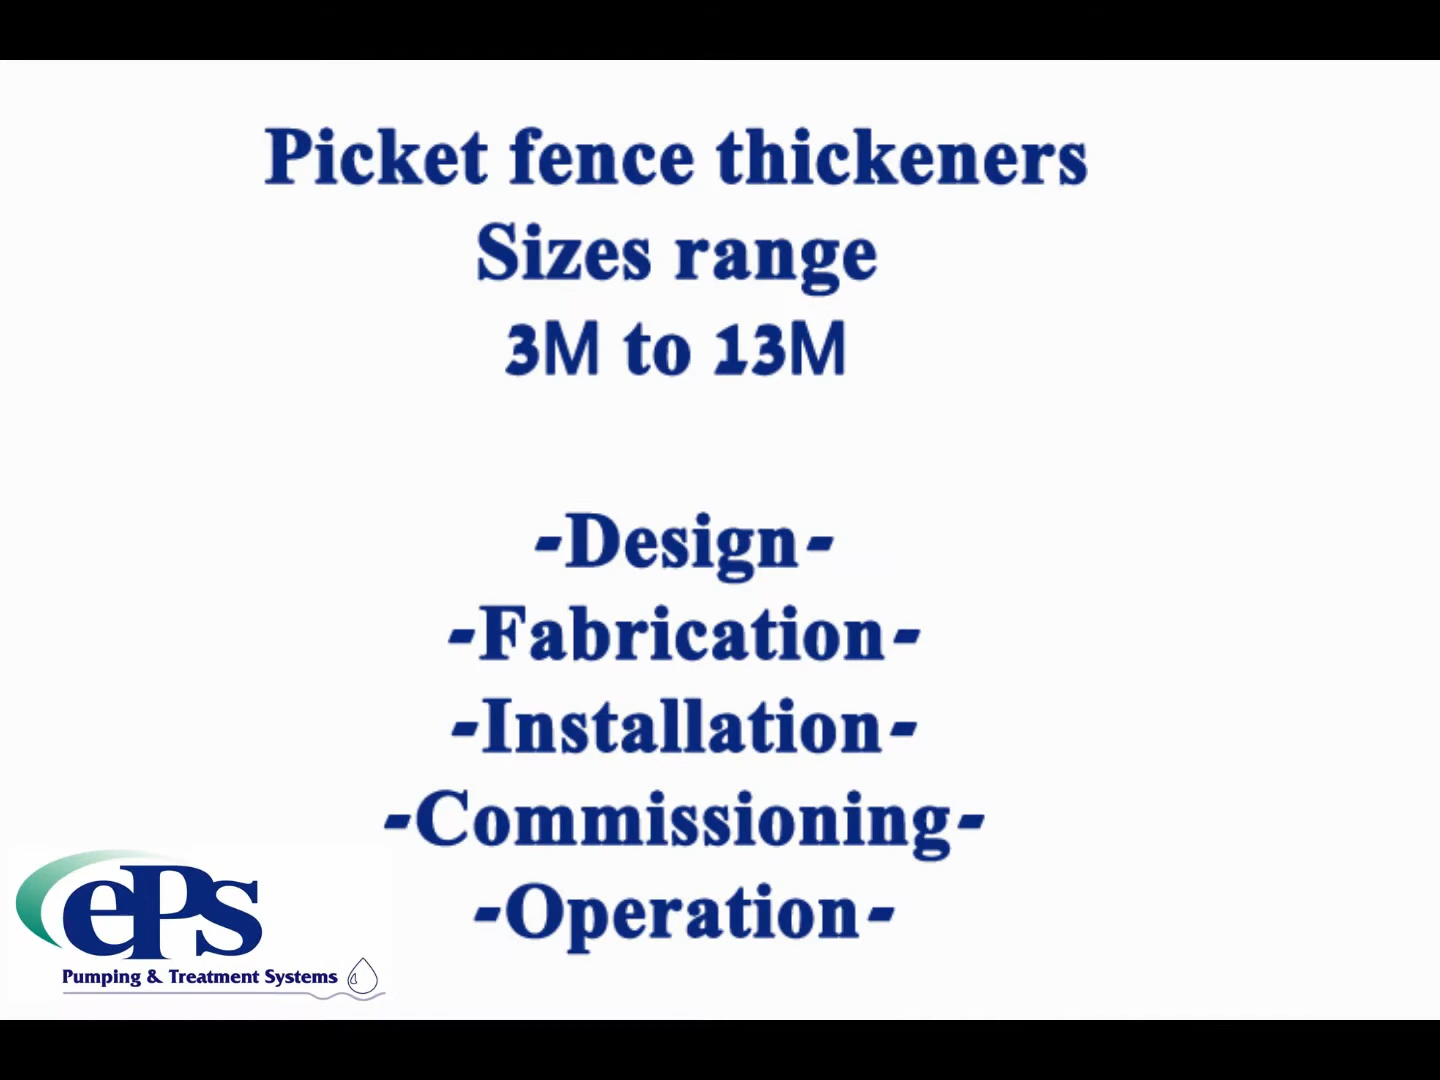 Picket fence thickeners
Sizes range
3M to 13M
-Design-
-Fabrication-
-Installation-
-Commissioning-
-Operation-
ePs
Pumping & Treatment Systems